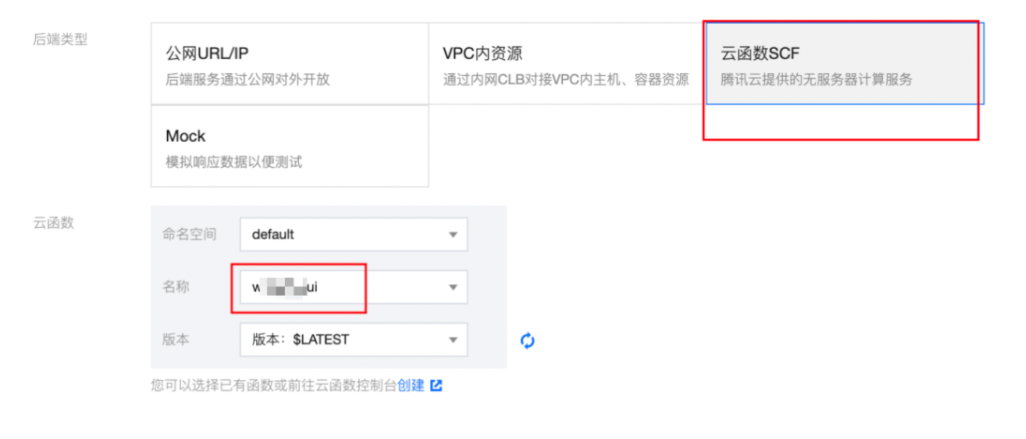 后端类型
公网URL/IP
后端服务通过公网对外开放
VPC内资源
通过内网CLB对接VPC内主机、容器资源
云函数SCF
腾讯云提供的无服务器计算服务
Mock
模拟响应数据以便测试
云函数
命名空间 default
名称
版本 版本：$LATEST
您可以选择已有函数或前往云函数控制台创建